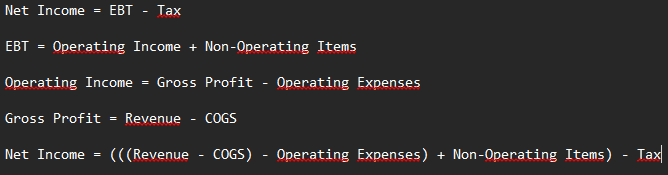 Net Income = EBT - Tax
EBT = Operating Income + Non-Operating Items
Operating Income = Gross Profit - Operating Expenses
Gross Profit = Revenue - COGS
Net Income = (((Revenue - COGS) - Operating Expenses) + Non-Operating Items) - Tax